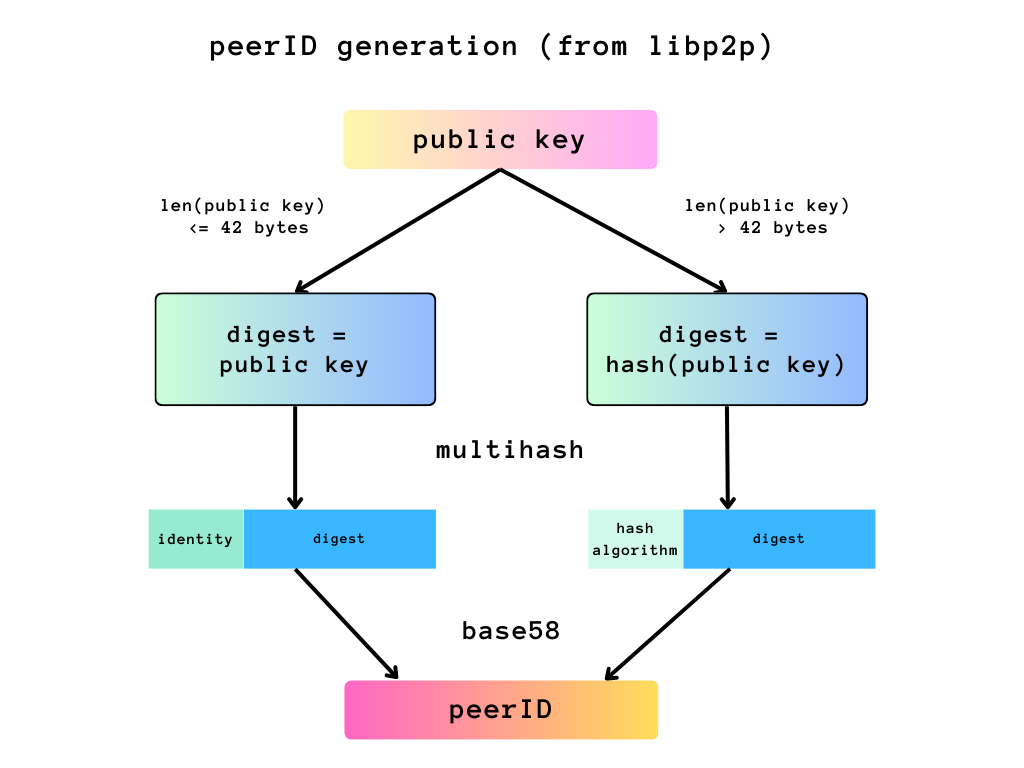 peerID generation (from libp2p)
public key
len(public key)
<= 42 bytes
len(public key)
> 42 bytes
digest =
public key
digest =
hash(public key)
multihash
identity
digest
hash
algorithm
digest
base58
peerID